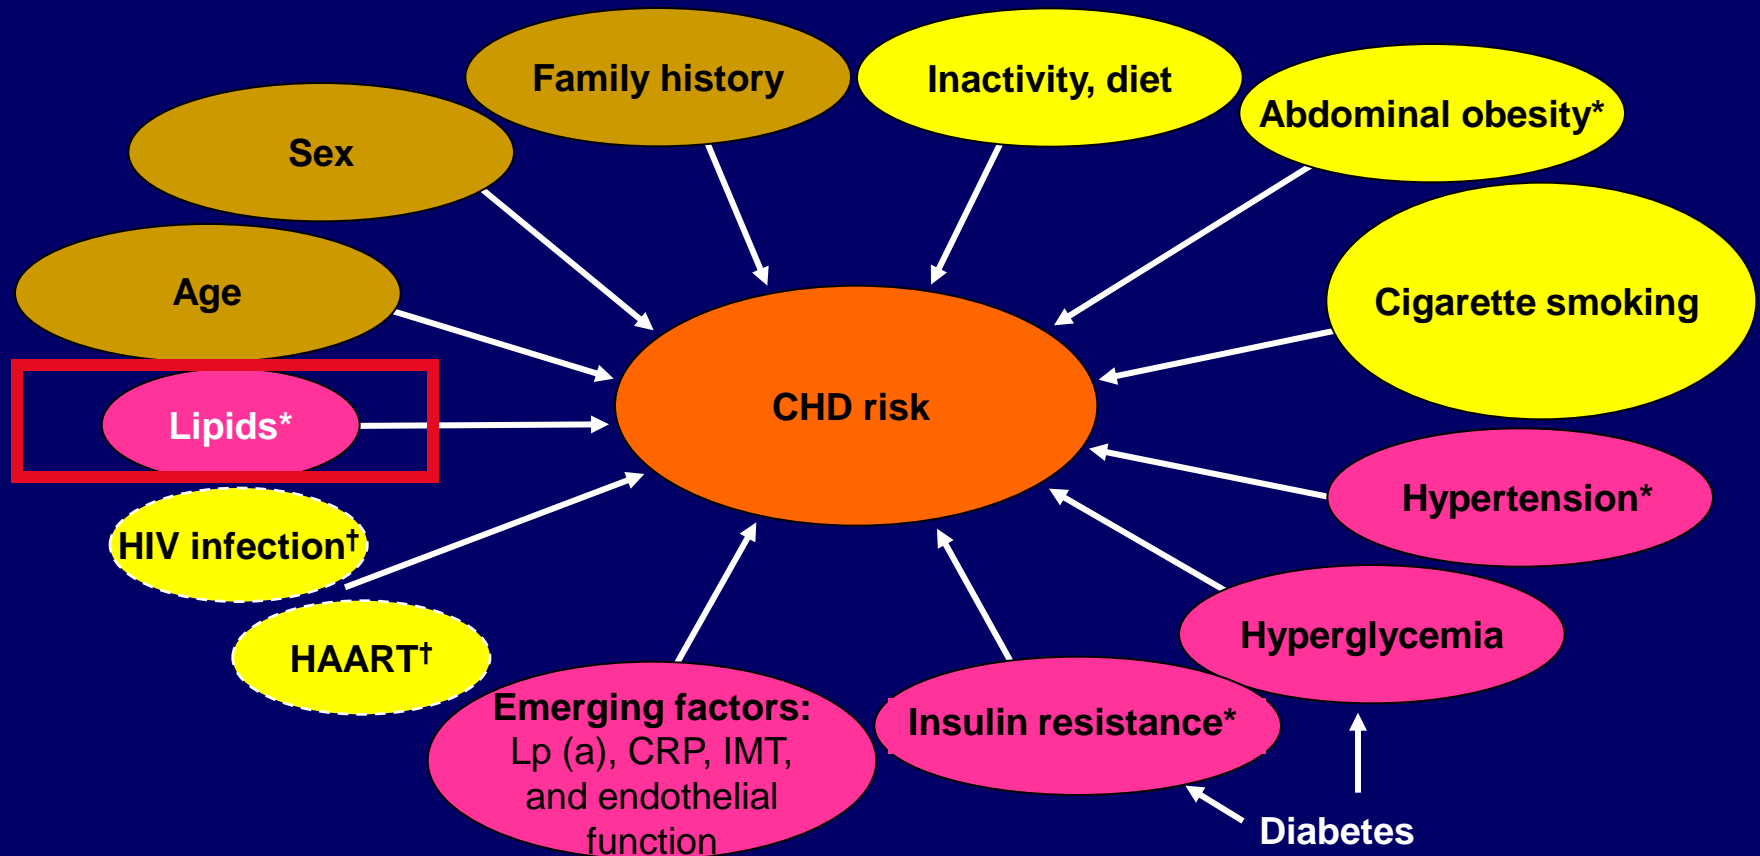 Family history
Inactivity, diet
Abdominal obesity*
Sex
Age
Cigarette smoking
CHD risk
Lipids*
Hypertension*
HIV infection†
HAART†
Hyperglycemia
Emerging factors:
Lp (a), CRP, IMT,
and endothelial
function
Insulin resistance*
Diabetes